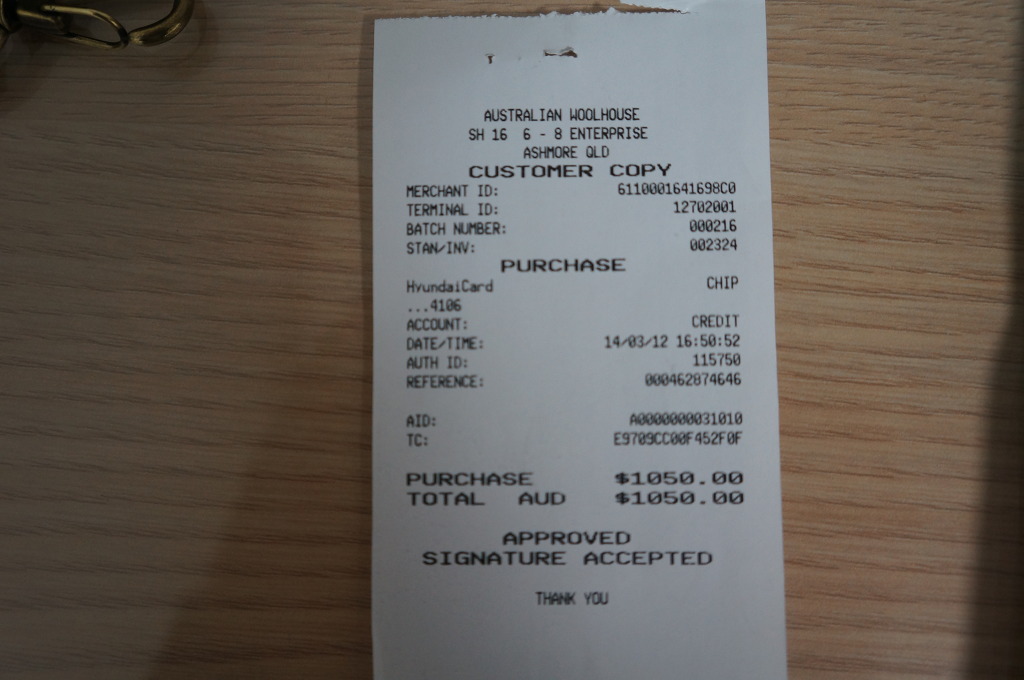 AUSTRALIAN WOOLHOUSE
SH 16 6 - 8 ENTERPRISE
ASHMORE QLD
CUSTOMER COPY
MERCHANT ID: 6110001641698C0
TERMINAL ID: 12702001
BATCH NUMBER: 000216
STAN/INV: 002324
PURCHASE
HyundaiCard CHIP
...4106
ACCOUNT: CREDIT
DATE/TIME: 14/03/12 16:50:52
AUTH ID: 115750
REFERENCE: 000462874646
AID: A0000000031010
TC: E9709CC00F452F0F
PURCHASE $1050.00
TOTAL AUD $1050.00
APPROVED
SIGNATURE ACCEPTED
THANK YOU